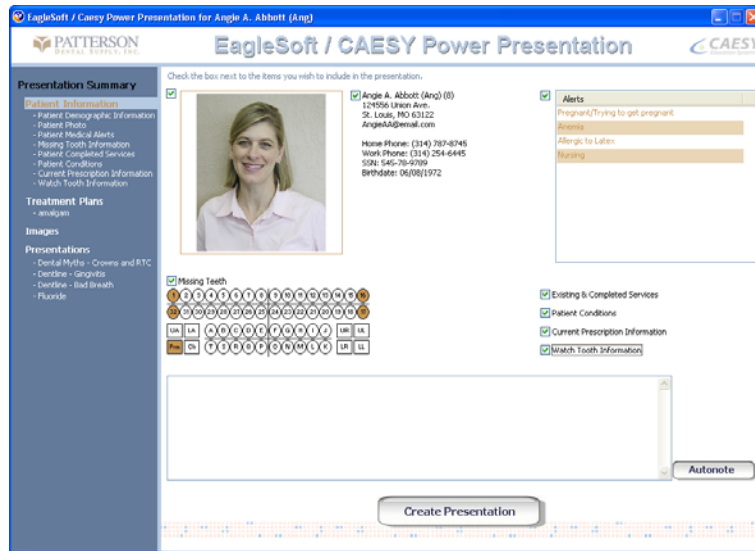 EagleSoft / Caesy Power Presentation for Angie A. Abbott (Ang)
PATTERSON
DENTAL SUPPLY, INC.
EagleSoft / CAESY Power Presentation
CAESY
Presentation Summary
Patient Information
- Patient Demographic Information
- Patient Photo
- Patient Medical Alerts
- Missing Tooth Information
- Patient Completed Services
- Patient Conditions
- Current Prescription Information
- Watch Tooth Information
Treatment Plans
- amalgam
Images
Presentations
- Dental Myths - Crowns and RTC
- Dentline - Gingivitis
- Dentline - Bad Breath
- Fluoride
Check the box next to the items you wish to include in the presentation.
Angie A. Abbott (Ang) (8)
124556 Union Ave.
St. Louis, MO 63122
AngieAA@email.com
Home Phone: (314) 787-8745
Work Phone: (314) 254-6445
SSN: 545-78-9789
Birthdate: 06/08/1972
Alerts
Pregnant/Trying to get pregnant
Anemia
Allergic to Latex
Nursing
Missing Teeth
1 2 3 4 5 6 7 8 9 10 11 12 13 14 15 16
32 31 30 29 28 27 26 25 24 23 22 21 20 19 18 17
UA LA A B C D E F G H I J UR UL
Pm Clr T S R Q P O N M L K LR LL
Existing & Completed Services
Patient Conditions
Current Prescription Information
Watch Tooth Information
Autonote
Create Presentation